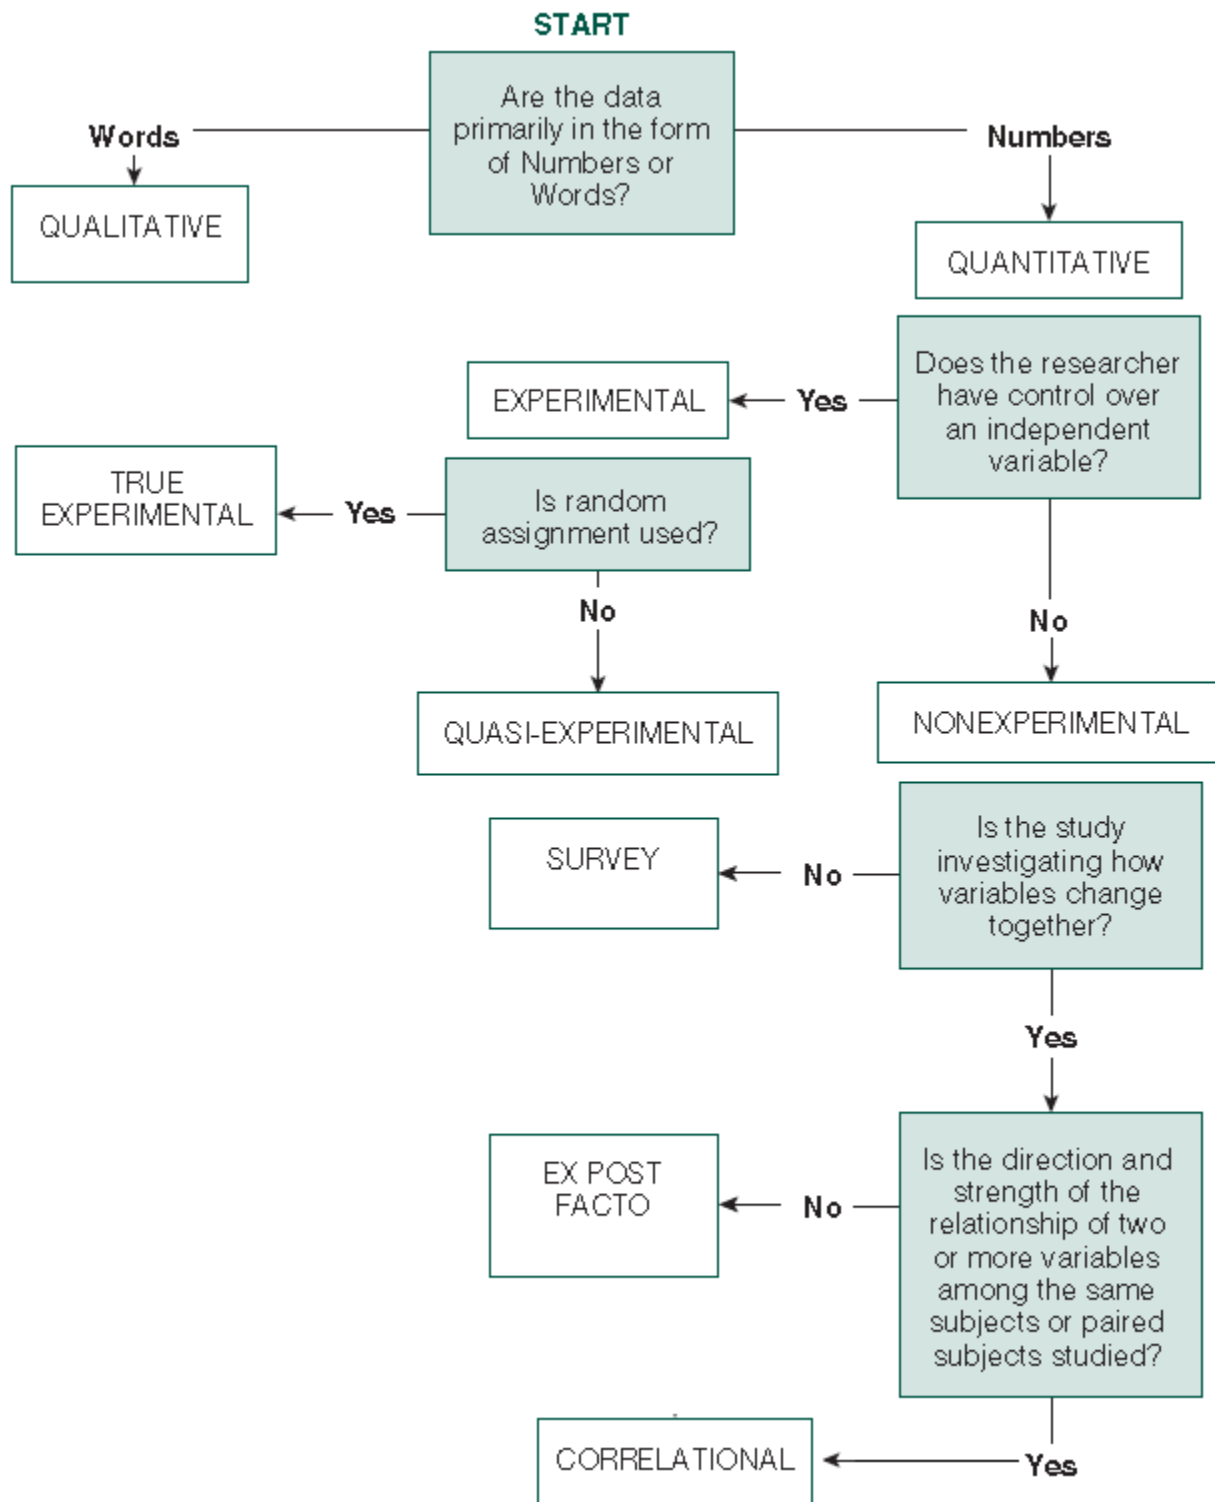 START
Are the data
primarily in the form
of Numbers or
Words?
Words
Numbers
QUALITATIVE
QUANTITATIVE
Does the researcher
have control over
an independent
variable?
Yes
EXPERIMENTAL
Is random
assignment used?
Yes
TRUE
EXPERIMENTAL
No
QUASI-EXPERIMENTAL
No
NONEXPERIMENTAL
Is the study
investigating how
variables change
together?
No
SURVEY
Yes
Is the direction and
strength of the
relationship of two
or more variables
among the same
subjects or paired
subjects studied?
No
EX POST
FACTO
Yes
CORRELATIONAL